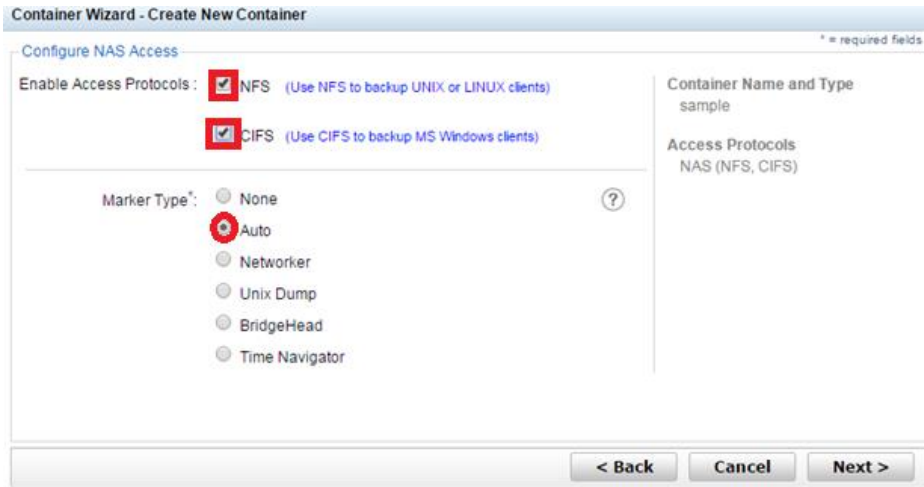 Container Wizard - Create New Container
* = required fields
Configure NAS Access
Enable Access Protocols : NFS (Use NFS to backup UNIX or LINUX clients)
CIFS (Use CIFS to backup MS Windows clients)
Marker Type*: None
?
Auto
Networker
Unix Dump
BridgeHead
Time Navigator
Container Name and Type
sample
Access Protocols
NAS (NFS, CIFS)
< Back Cancel Next >